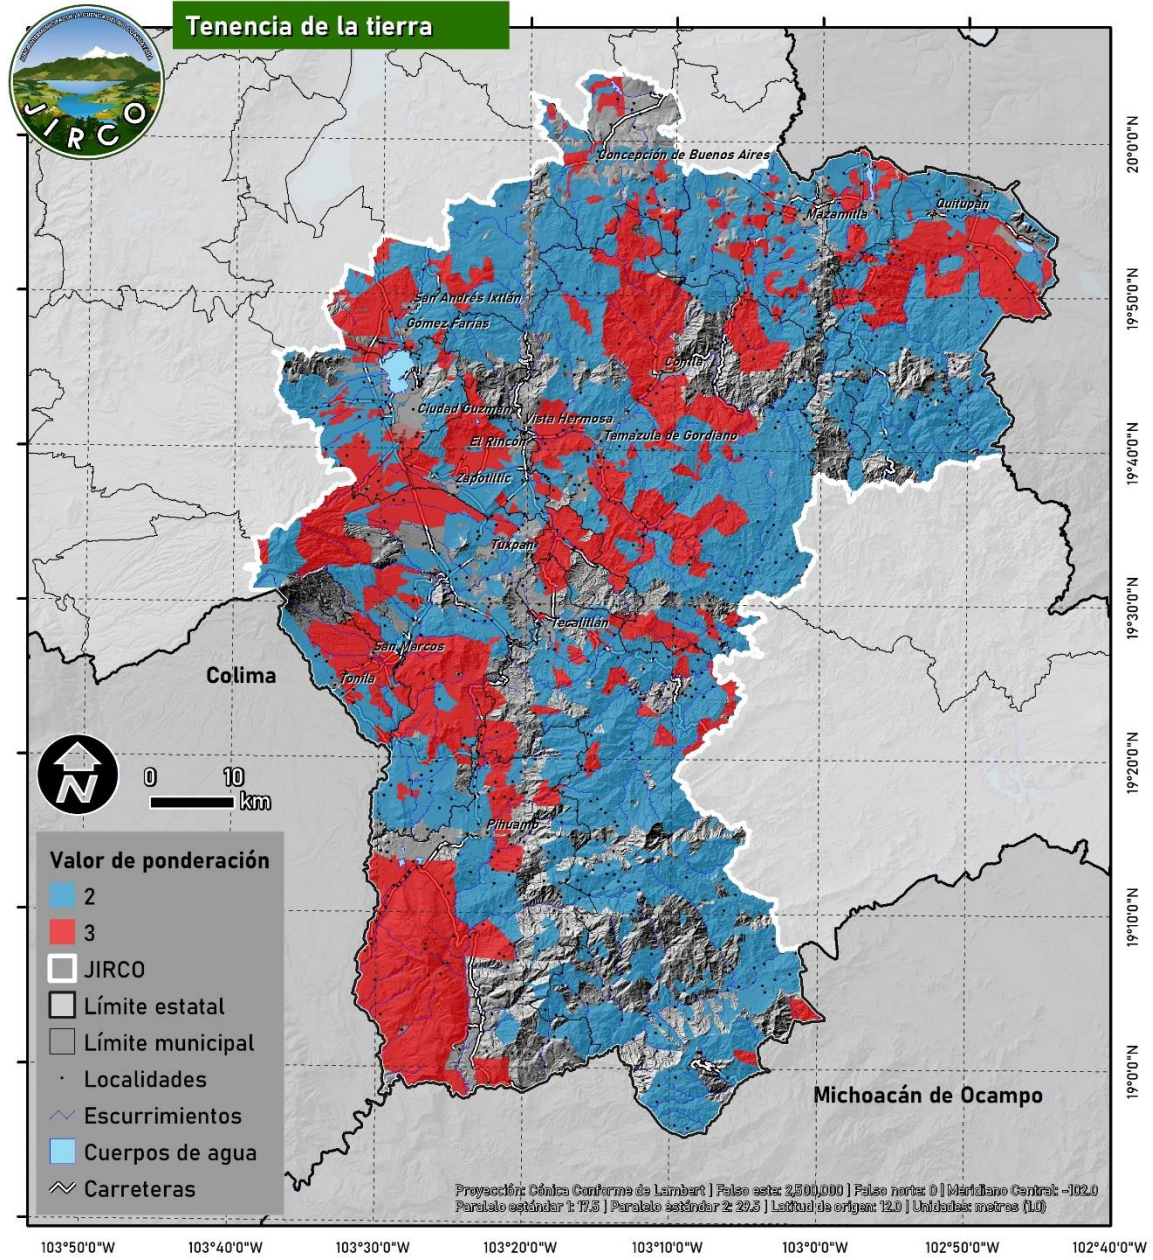 Tenencia de la tierra
JIRCO
Concepción de Buenos Aires
Mazamitla
Quitupan
San Andrés Ixtlán
Gómez Farías
Contla
Ciudad Guzmán
Vista Hermosa
El Rincón
Tamazula de Gordiano
Zapotiltic
Tuxpan
Tecalitlán
San Marcos
Tonila
Pihuamo
Colima
Michoacán de Ocampo
20°0'0"N
19°50'0"N
19°40'0"N
19°30'0"N
19°20'0"N
19°10'0"N
19°0'0"N
N
0 10
km
Valor de ponderación
2
3
JIRCO
Límite estatal
Límite municipal
Localidades
Escurrimientos
Cuerpos de agua
Carreteras
Proyección: Cónica Conforme de Lambert | Falso este: 2,500,000 | Falso norte: 0 | Meridiano Central: -102.0
Paralelo estándar 1: 17.5 | Paralelo estándar 2: 29.5 | Latitud de origen: 12.0 | Unidades: metros (1.0)
103°50'0"W 103°40'0"W 103°30'0"W 103°20'0"W 103°10'0"W 103°0'0"W 102°50'0"W 102°40'0"W